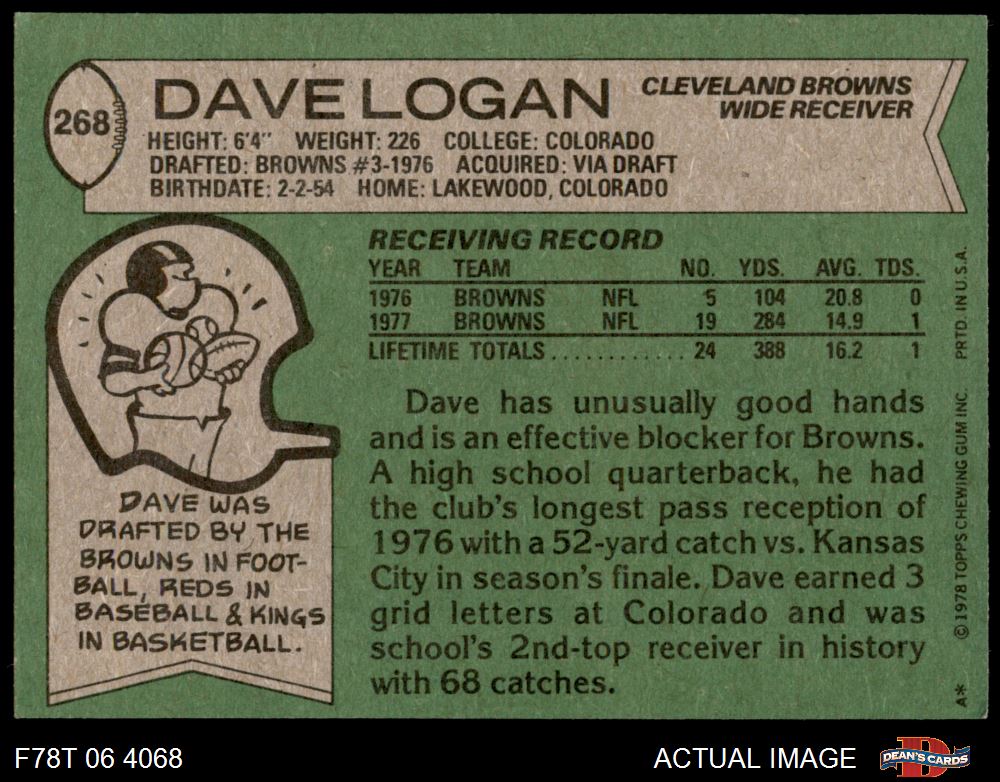 268
DAVE LOGAN
CLEVELAND BROWNS
WIDE RECEIVER
HEIGHT: 6'4" WEIGHT: 226 COLLEGE: COLORADO
DRAFTED: BROWNS #3-1976 ACQUIRED: VIA DRAFT
BIRTHDATE: 2-2-54 HOME: LAKEWOOD, COLORADO
RECEIVING RECORD
YEAR TEAM NO. YDS. AVG. TDS.
1976 BROWNS NFL 5 104 20.8 0
1977 BROWNS NFL 19 284 14.9 1
LIFETIME TOTALS............ 24 388 16.2 1
Dave has unusually good hands
and is an effective blocker for Browns.
A high school quarterback, he had
the club's longest pass reception of
1976 with a 52-yard catch vs. Kansas
City in season's finale. Dave earned 3
grid letters at Colorado and was
school's 2nd-top receiver in history
with 68 catches.
DAVE WAS
DRAFTED BY THE
BROWNS IN FOOT-
BALL, REDS IN
BASEBALL & KINGS
IN BASKETBALL.
A* ©1978 TOPPS CHEWING GUM INC. PRTD. IN U.S.A.
F78T 06 4068
ACTUAL IMAGE
DEAN'S CARDS